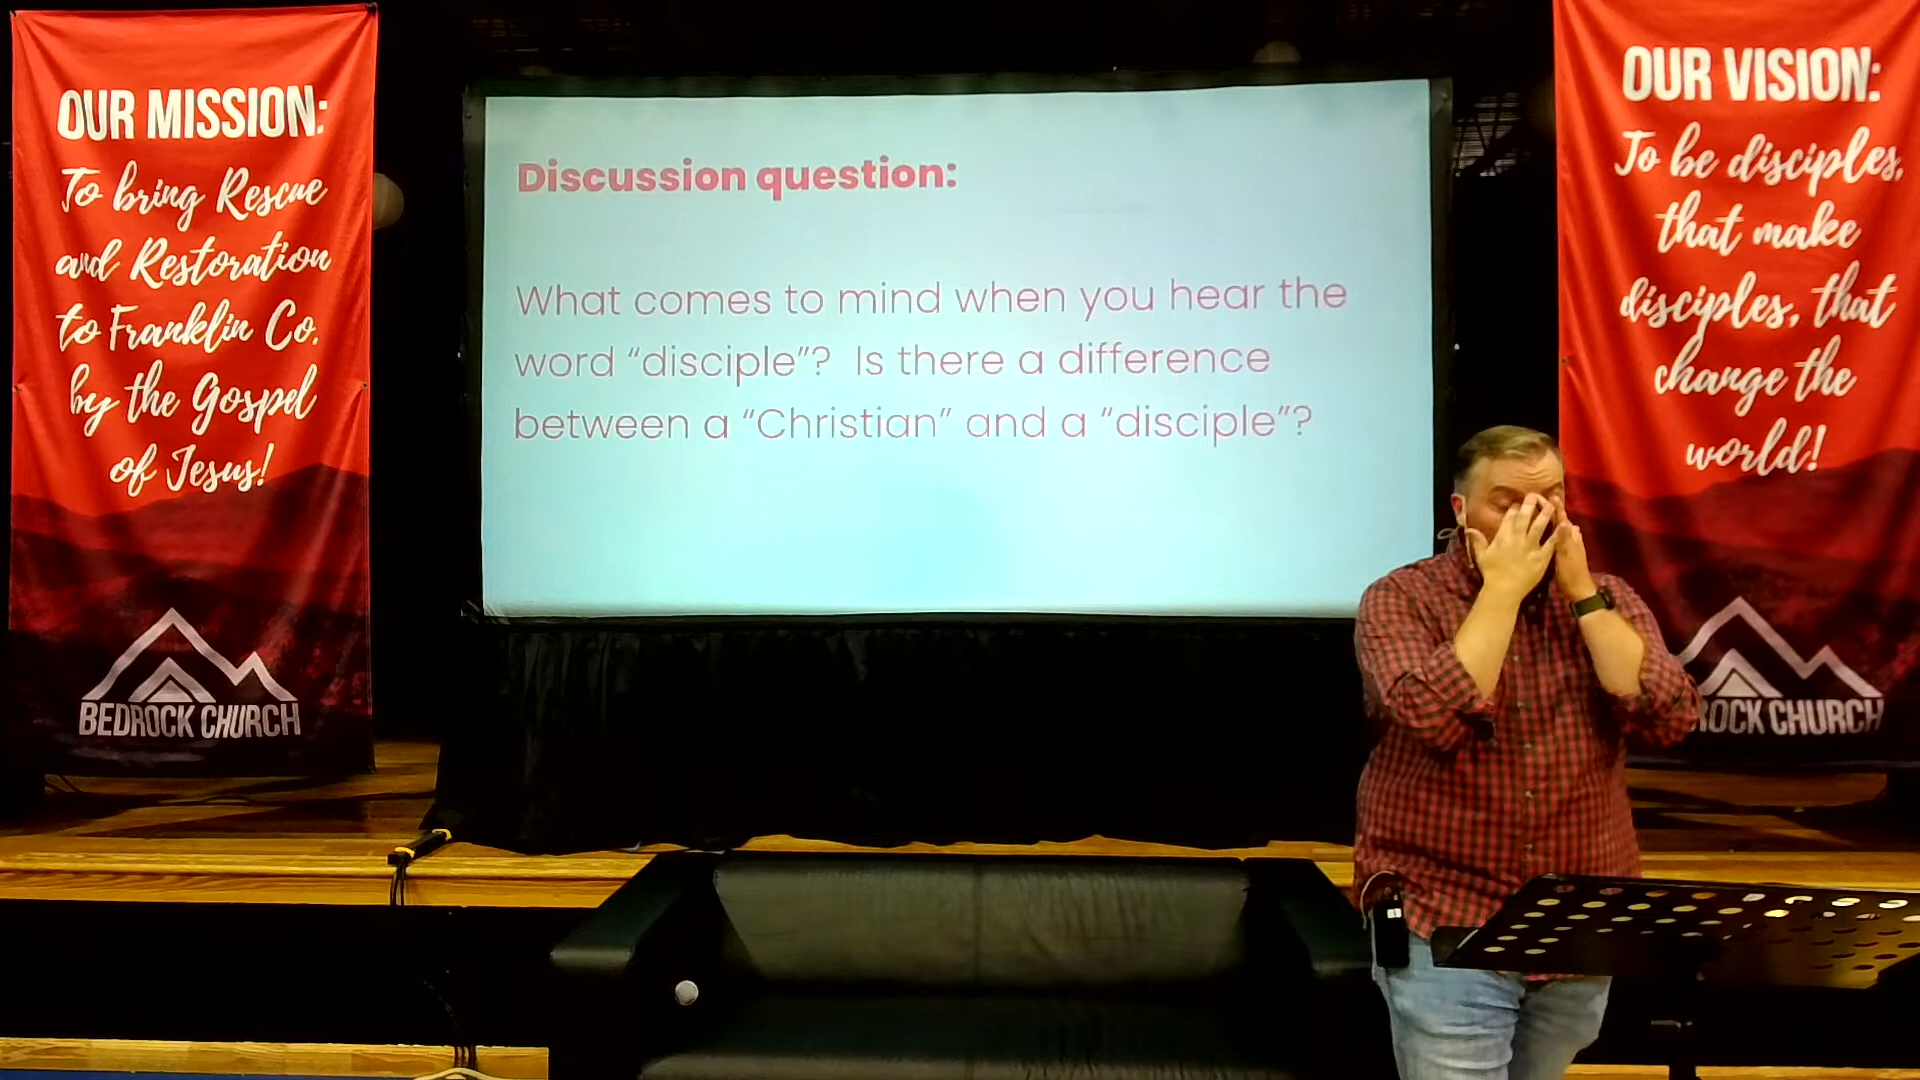 OUR MISSION:
To bring Rescue
and Restoration
to Franklin Co.
by the Gospel
of Jesus!
BEDROCK CHURCH
Discussion question:
What comes to mind when you hear the
word “disciple”?  Is there a difference
between a “Christian” and a “disciple”?
OUR VISION:
To be disciples,
that make
disciples, that
change the
world!
ROCK CHURCH